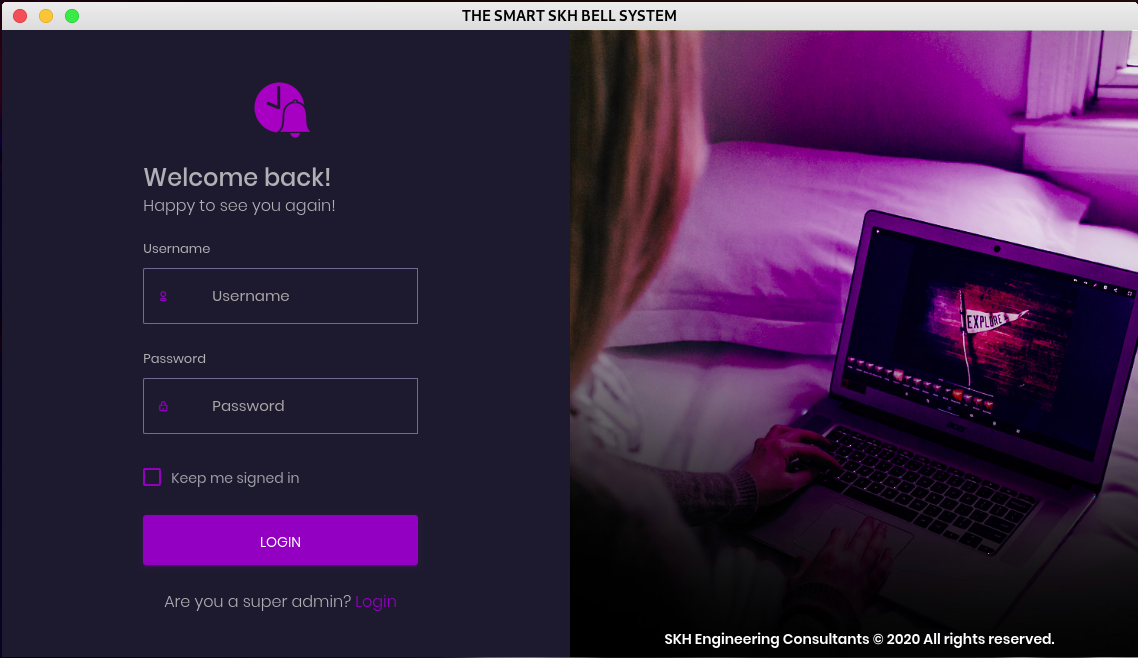 THE SMART SKH BELL SYSTEM
Welcome back!
Happy to see you again!
Username
Username
Password
Password
Keep me signed in
LOGIN
Are you a super admin? Login
EXPLORE
SKH Engineering Consultants © 2020 All rights reserved.